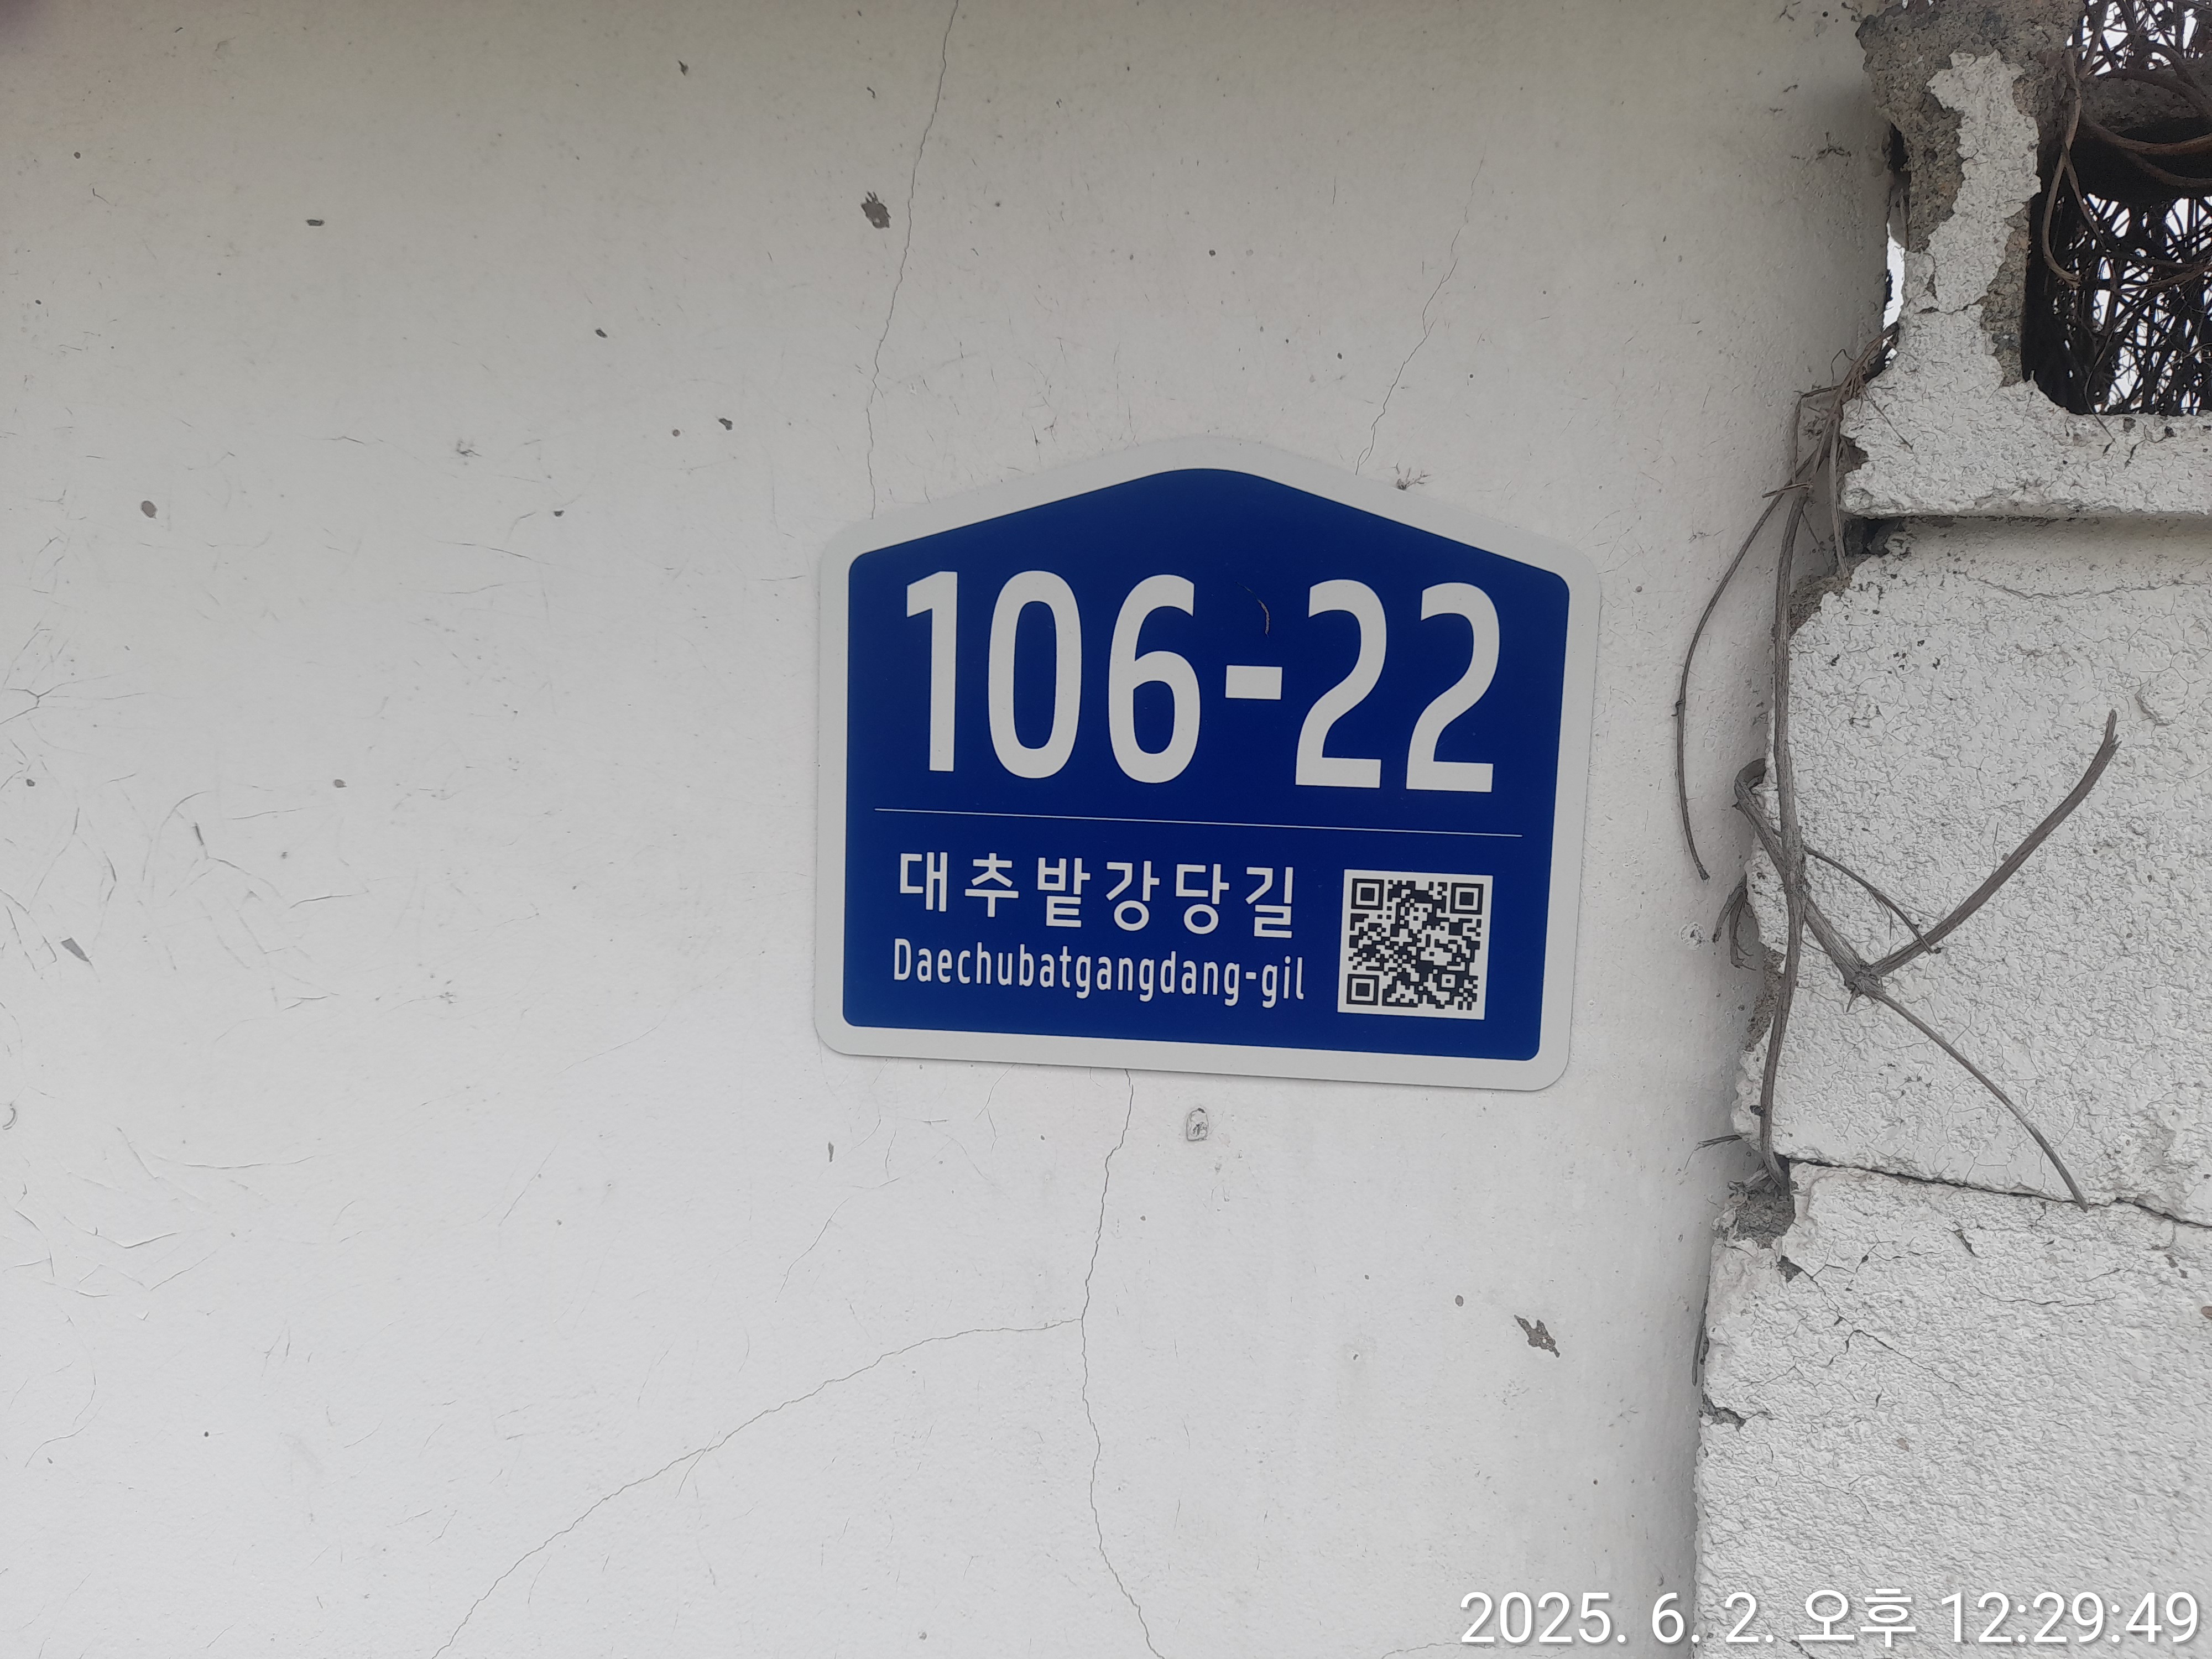 106-22
대추밭강당길
Daechubatgangdang-gil
2025. 6. 2. 오후 12:29:49